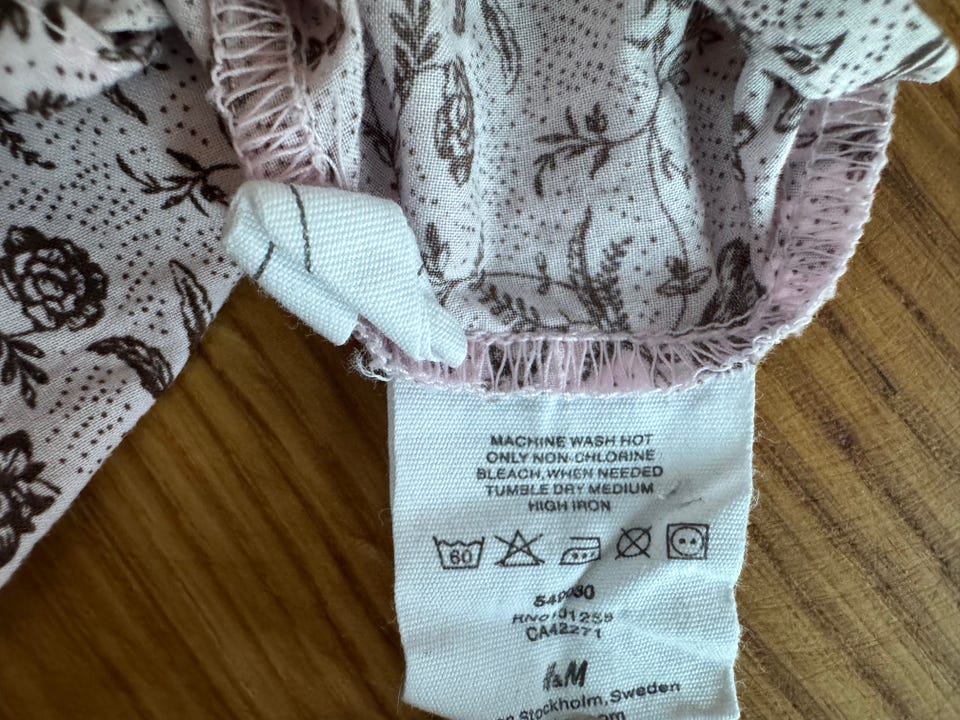 MACHINE WASH HOT
ONLY NON-CHLORINE
BLEACH, WHEN NEEDED
TUMBLE DRY MEDIUM
HIGH IRON
60
CA42271
H&M
Stockholm, Sweden